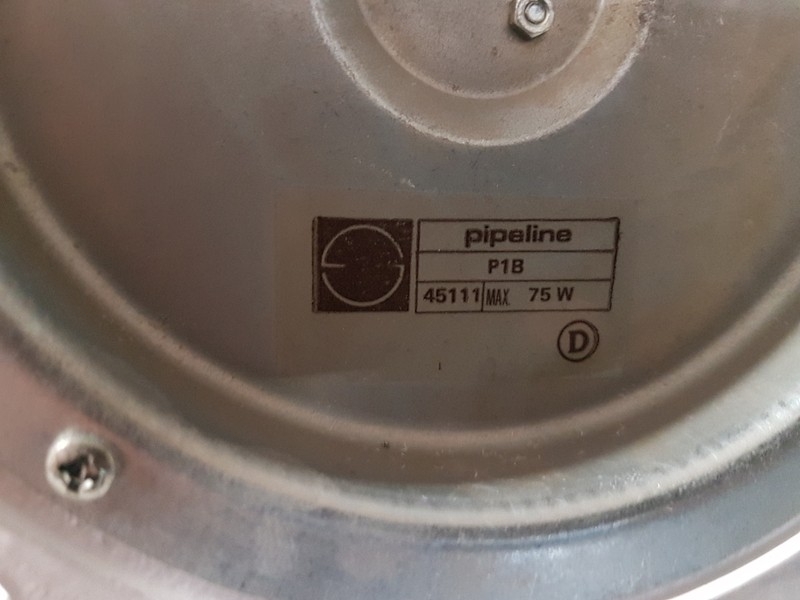 pipeline
P1B
45111 MAX. 75 W
D